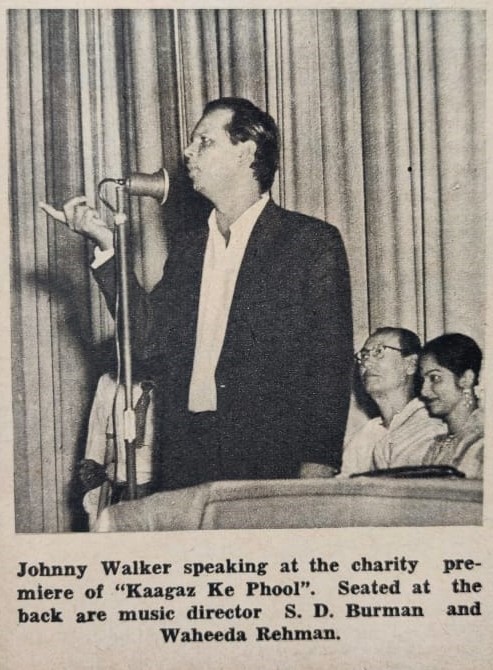 Johnny Walker speaking at the charity pre-
miere of "Kaagaz Ke Phool". Seated at the
back are music director S. D. Burman and
Waheeda Rehman.